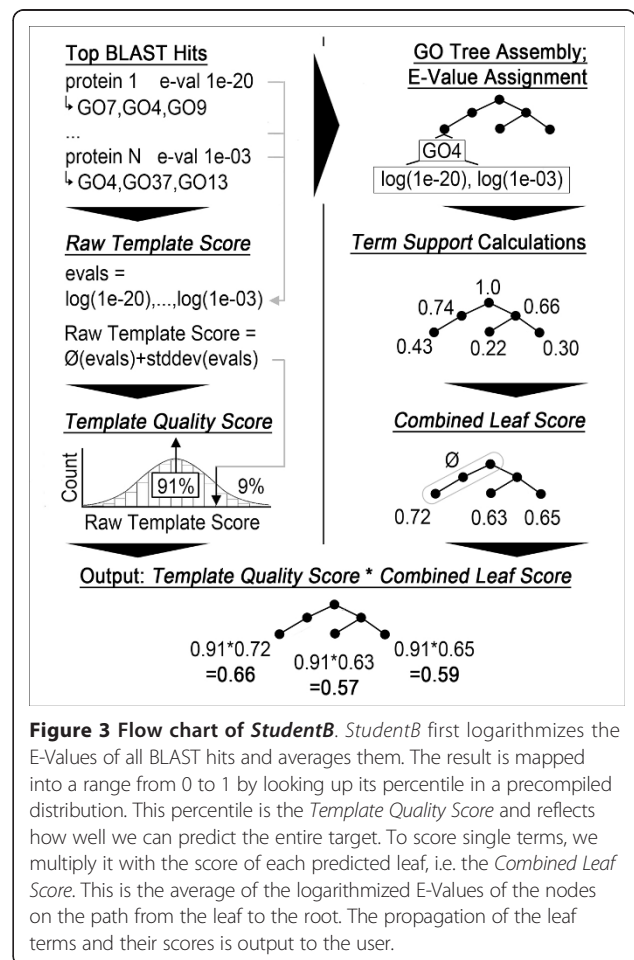 Top BLAST Hits
protein 1 e-val 1e-20
↳ GO7,GO4,GO9
...
protein N e-val 1e-03
↳ GO4,GO37,GO13
Raw Template Score
evals =
log(1e-20),...,log(1e-03)
Raw Template Score =
Ø(evals)+stddev(evals)
Template Quality Score
Count
91%
9%
Raw Template Score
GO Tree Assembly;
E-Value Assignment
GO4
log(1e-20), log(1e-03)
Term Support Calculations
1.0
0.74 0.66
0.43 0.22 0.30
Combined Leaf Score
Ø
0.72 0.63 0.65
Output: Template Quality Score * Combined Leaf Score
0.91*0.72 0.91*0.63 0.91*0.65
=0.66 =0.57 =0.59
Figure 3 Flow chart of StudentB. StudentB first logarithmizes the
E-Values of all BLAST hits and averages them. The result is mapped
into a range from 0 to 1 by looking up its percentile in a precompiled
distribution. This percentile is the Template Quality Score and reflects
how well we can predict the entire target. To score single terms, we
multiply it with the score of each predicted leaf, i.e. the Combined Leaf
Score. This is the average of the logarithmized E-Values of the nodes
on the path from the leaf to the root. The propagation of the leaf
terms and their scores is output to the user.